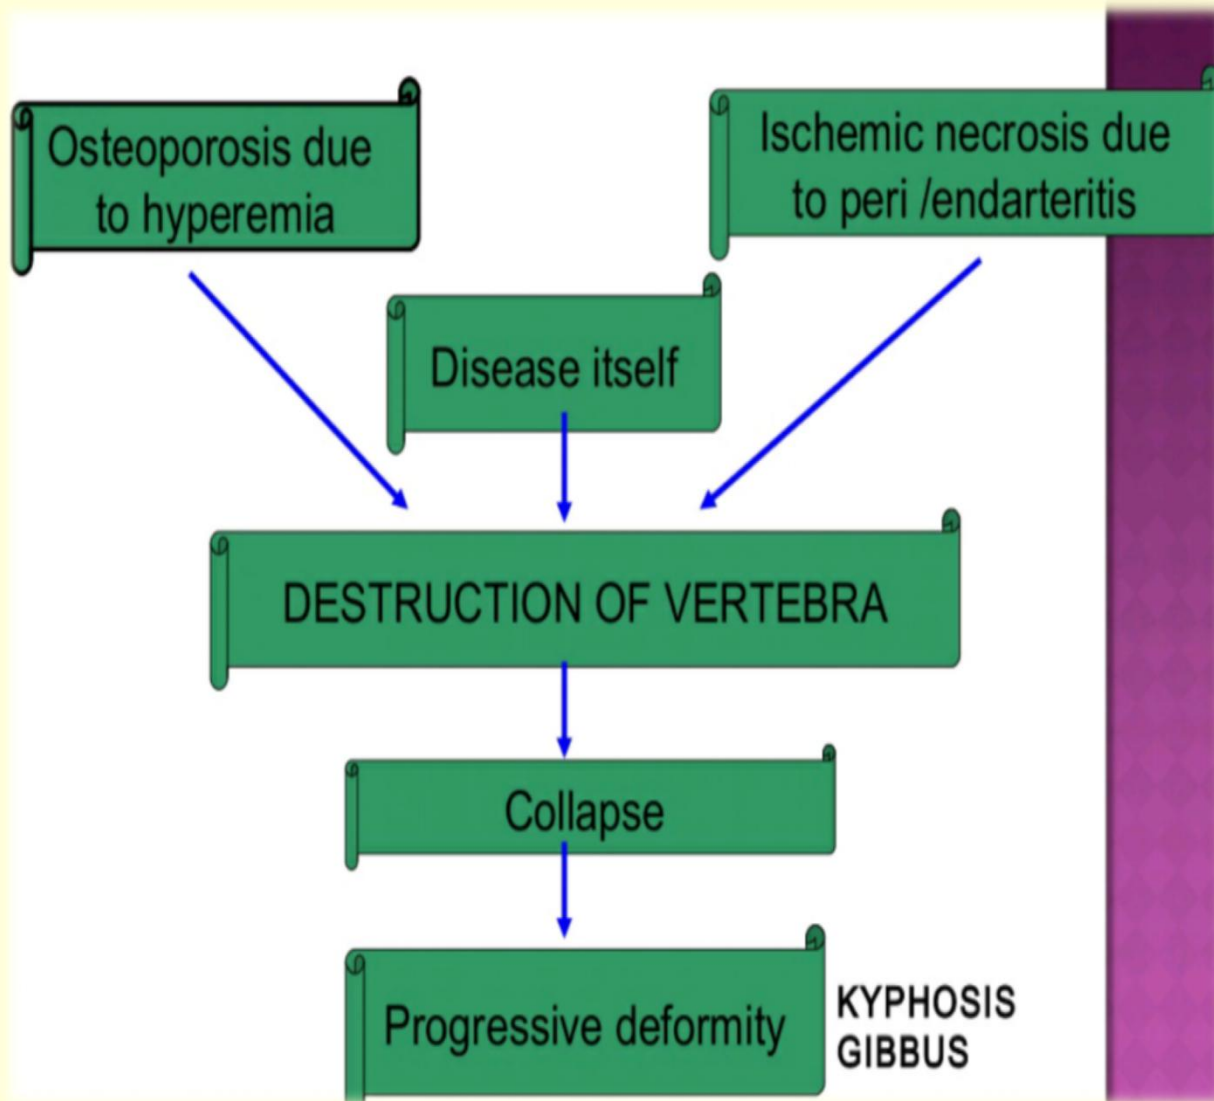 Osteoporosis due
to hyperemia
Ischemic necrosis due
to peri /endarteritis
Disease itself
DESTRUCTION OF VERTEBRA
Collapse
Progressive deformity
KYPHOSIS
GIBBUS